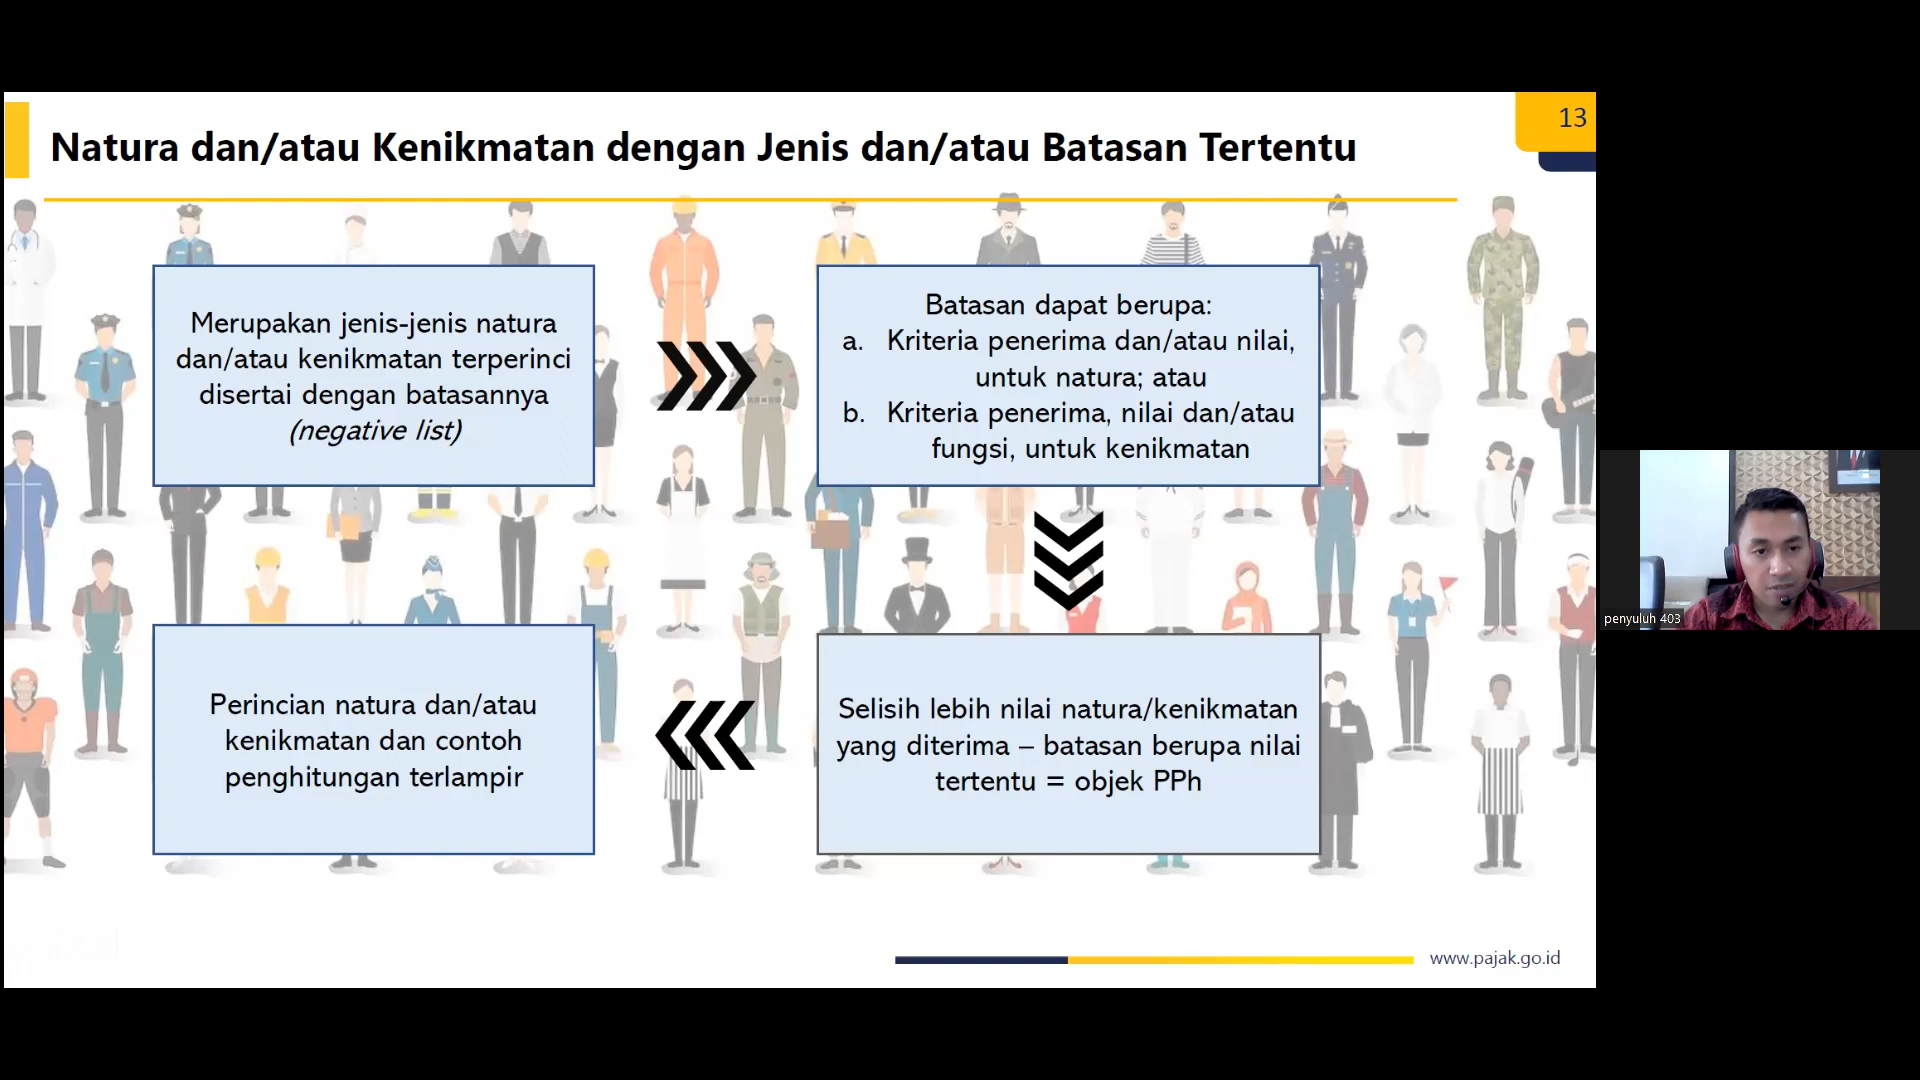 Natura dan/atau Kenikmatan dengan Jenis dan/atau Batasan Tertentu
13
Merupakan jenis-jenis natura
dan/atau kenikmatan terperinci
disertai dengan batasannya
(negative list)
Batasan dapat berupa:
a. Kriteria penerima dan/atau nilai,
untuk natura; atau
b. Kriteria penerima, nilai dan/atau
fungsi, untuk kenikmatan
Selisih lebih nilai natura/kenikmatan
yang diterima – batasan berupa nilai
tertentu = objek PPh
Perincian natura dan/atau
kenikmatan dan contoh
penghitungan terlampir
www.pajak.go.id
penyuluh 403